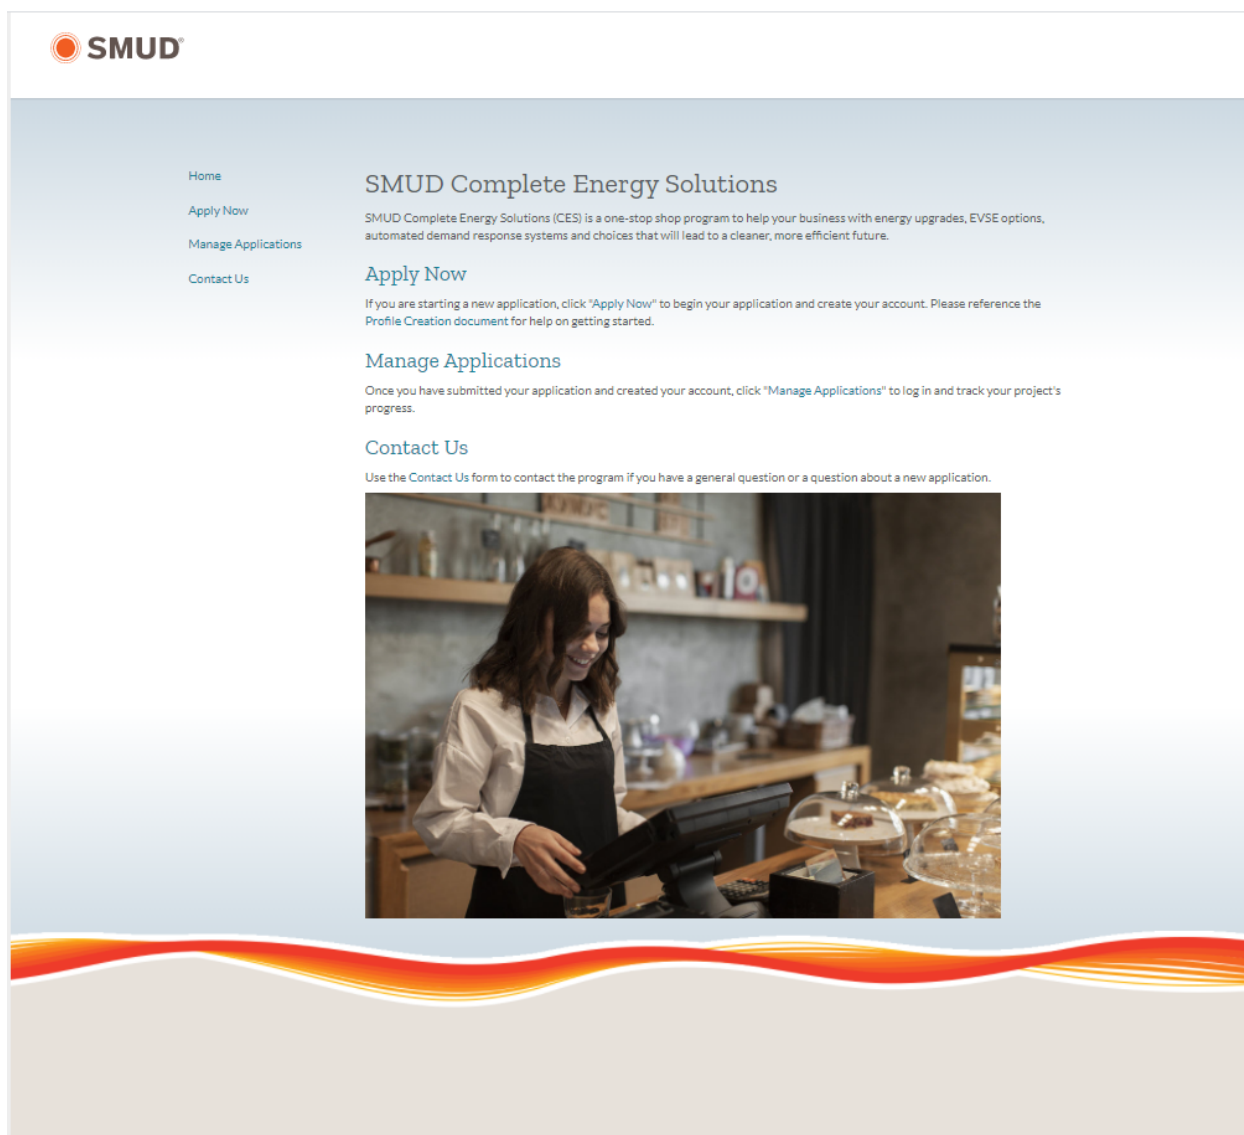 SMUD®
Home
Apply Now
Manage Applications
Contact Us
SMUD Complete Energy Solutions
SMUD Complete Energy Solutions (CES) is a one-stop shop program to help your business with energy upgrades, EVSE options,
automated demand response systems and choices that will lead to a cleaner, more efficient future.
Apply Now
If you are starting a new application, click "Apply Now" to begin your application and create your account. Please reference the
Profile Creation document for help on getting started.
Manage Applications
Once you have submitted your application and created your account, click "Manage Applications" to log in and track your project's
progress.
Contact Us
Use the Contact Us form to contact the program if you have a general question or a question about a new application.